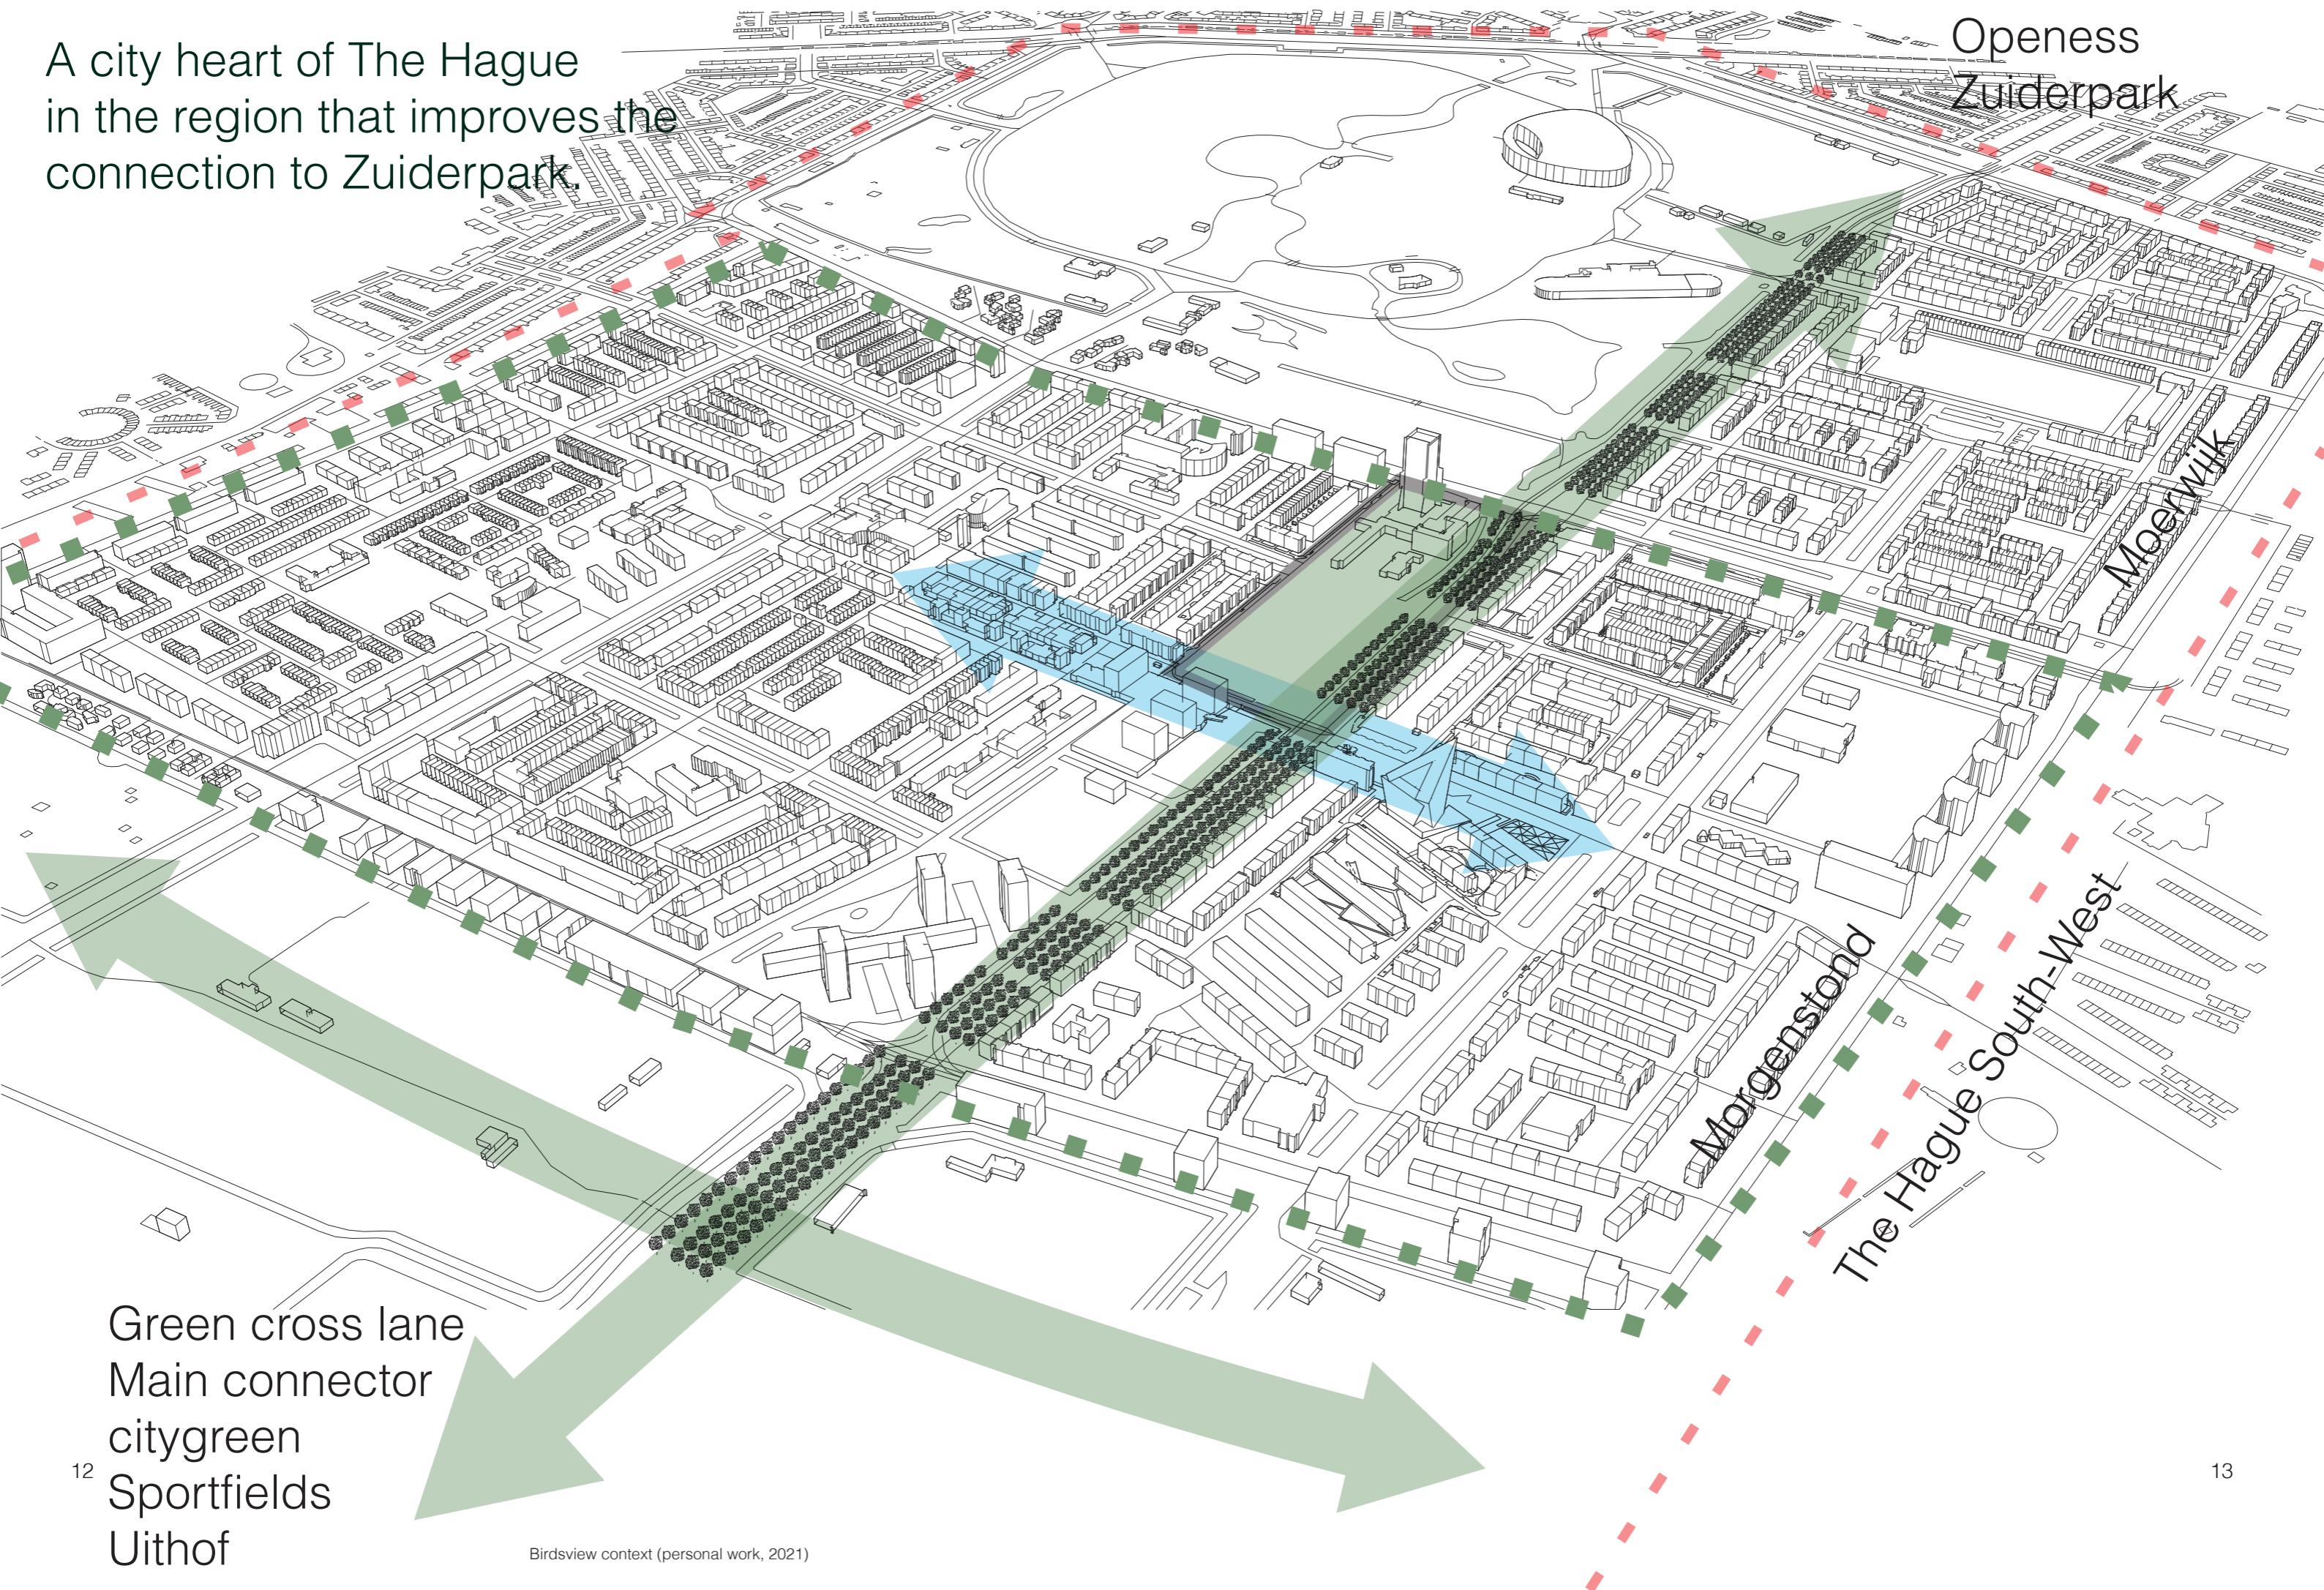 A city heart of The Hague
in the region that improves the
connection to Zuiderpark.
Openess
Zuiderpark
Moerwijk
Morgenstond
The Hague South-West
Green cross lane
Main connector
citygreen
Sportfields
Uithof
12
Birdsview context (personal work, 2021)
13